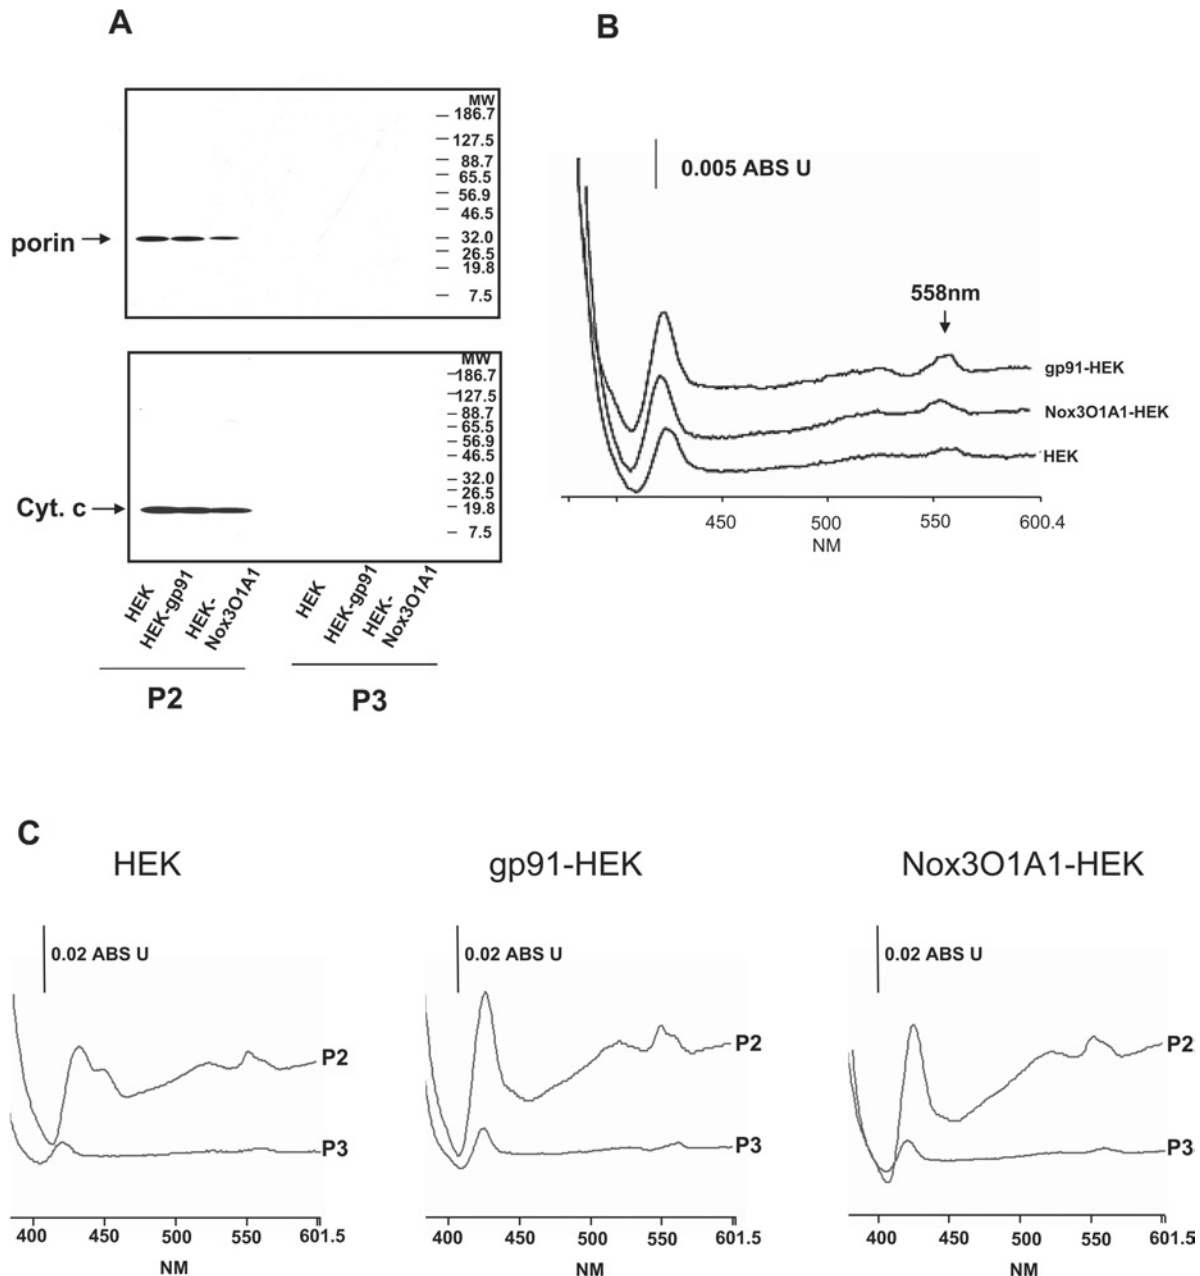 A
B
MW
186.7
127.5
88.7
65.5
56.9
46.5
porin
32.0
26.5
19.8
7.5
MW
186.7
127.5
88.7
65.5
56.9
46.5
32.0
26.5
Cyt. c
19.8
7.5
HEK
HEK-gp91
HEK-
Nox3O1A1
HEK
HEK-gp91
HEK-
Nox3O1A1
P2
P3
0.005 ABS U
558nm
gp91-HEK
Nox3O1A1-HEK
HEK
450
500
550
600.4
NM
C
HEK
gp91-HEK
Nox3O1A1-HEK
0.02 ABS U
P2
P3
400
450
500
550
601.5
NM
0.02 ABS U
P2
P3
400
450
500
550
601.5
NM
0.02 ABS U
P2
P3
400
450
500
550
601.5
NM